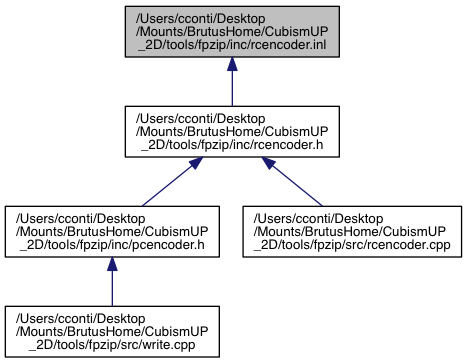 /Users/cconti/Desktop
/Mounts/BrutusHome/CubismUP
_2D/tools/fpzip/inc/rcencoder.inl
/Users/cconti/Desktop
/Mounts/BrutusHome/CubismUP
_2D/tools/fpzip/inc/rcencoder.h
/Users/cconti/Desktop
/Mounts/BrutusHome/CubismUP
_2D/tools/fpzip/inc/pcencoder.h
/Users/cconti/Desktop
/Mounts/BrutusHome/CubismUP
_2D/tools/fpzip/src/rcencoder.cpp
/Users/cconti/Desktop
/Mounts/BrutusHome/CubismUP
_2D/tools/fpzip/src/write.cpp